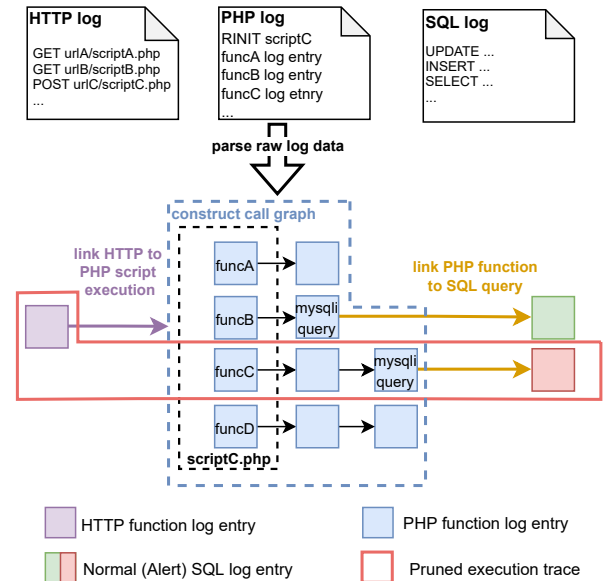 HTTP log
GET urlA/scriptA.php
GET urlB/scriptB.php
POST urlC/scriptC.php
...
PHP log
RINIT scriptC
funcA log entry
funcB log entry
funcC log etnry
...
SQL log
UPDATE ...
INSERT ...
SELECT ...
...
parse raw log data
construct call graph
link HTTP to
PHP script
execution
link PHP function
to SQL query
funcA
funcB
mysqli
query
funcC
mysqli
query
funcD
scriptC.php
HTTP function log entry
PHP function log entry
Normal (Alert) SQL log entry
Pruned execution trace